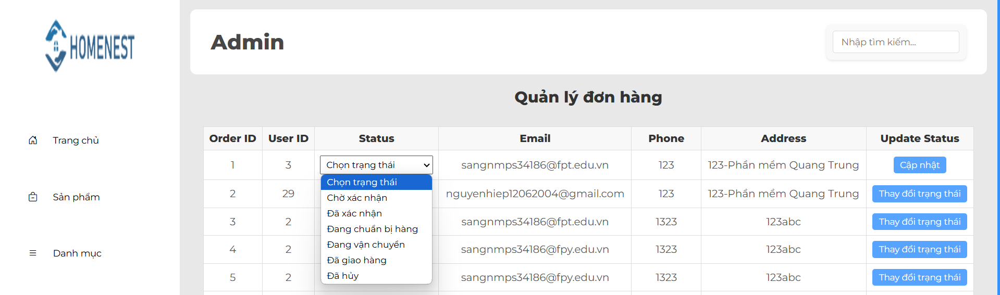 HOMENEST
Admin
Nhập tìm kiếm...
Trang chủ
Sản phẩm
Danh mục
Quản lý đơn hàng
Order ID User ID Status Email Phone Address Update Status
1 3 Chọn trạng thái sangnmps34186@fpt.edu.vn 123 123-Phần mềm Quang Trung Cập nhật
Chọn trạng thái
Chờ xác nhận
Đã xác nhận
Đang chuẩn bị hàng
Đang vận chuyển
Đã giao hàng
Đã hủy
2 29 nguyenhiep12062004@gmail.com 123 123-Phần mềm Quang Trung Thay đổi trạng thái
3 2 sangnmps34186@fpt.edu.vn 1323 123abc Thay đổi trạng thái
4 2 sangnmps34186@fpy.edu.vn 1323 123abc Thay đổi trạng thái
5 2 sangnmps34186@fpy.edu.vn 1323 123abc Thay đổi trạng thái